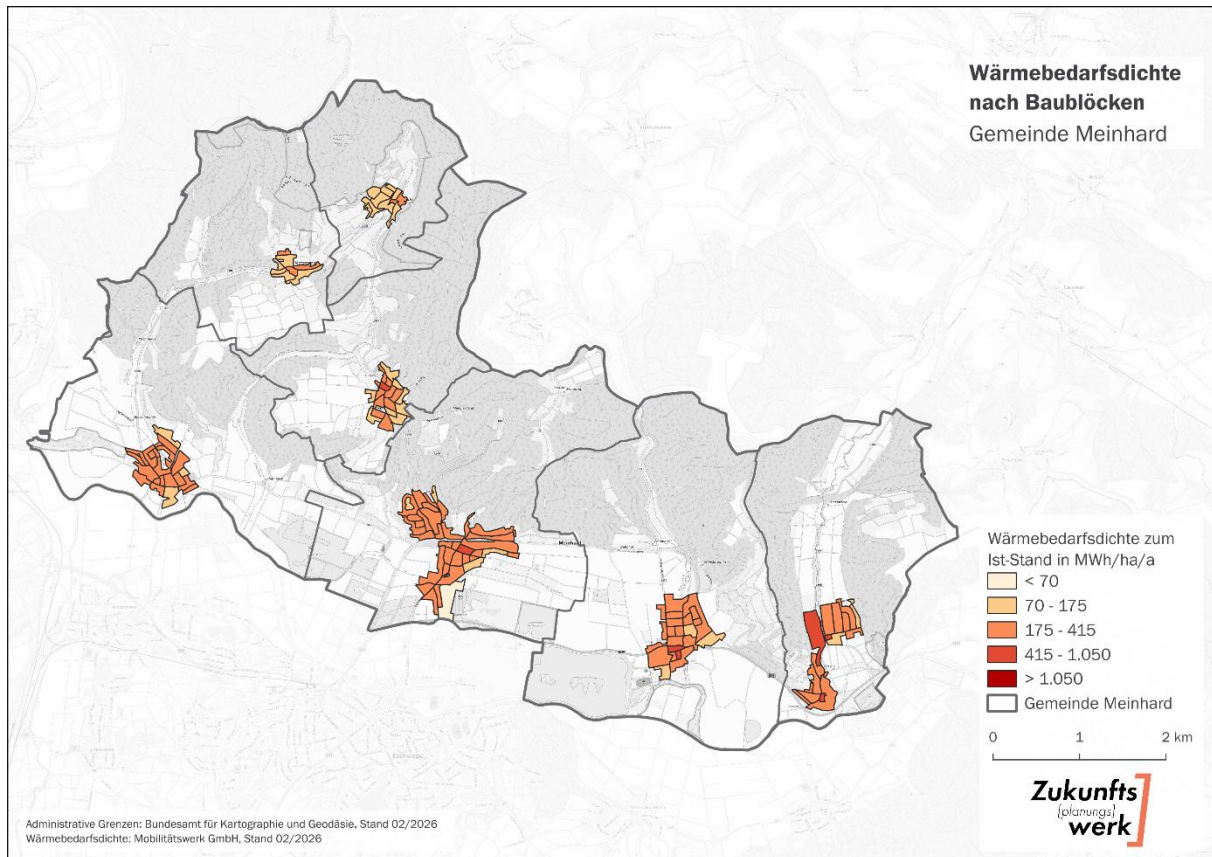 Wärmebedarfsdichte
nach Baublöcken
Gemeinde Meinhard
Meinhard
Eschwege
Wärmebedarfsdichte zum
Ist-Stand in MWh/ha/a
< 70
70 - 175
175 - 415
415 - 1.050
> 1.050
Gemeinde Meinhard
0 1 2 km
Zukunfts
[planungs]
werk
Administrative Grenzen: Bundesamt für Kartographie und Geodäsie, Stand 02/2026
Wärmebedarfsdichte: Mobilitätswerk GmbH, Stand 02/2026